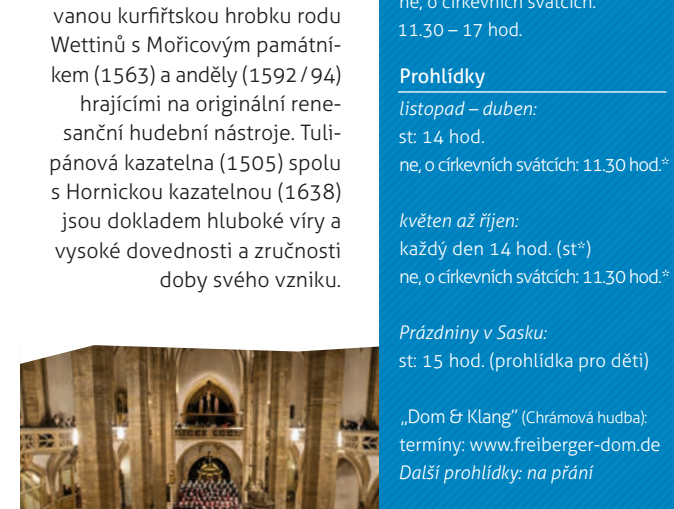 vanou kurfiřtskou hrobku rodu
Wettinů s Mořicovým památní-
kem (1563) a anděly (1592 / 94)
hrajícími na originální rene-
sanční hudební nástroje. Tuli-
pánová kazatelna (1505) spolu
s Hornickou kazatelnou (1638)
jsou dokladem hluboké víry a
vysoké dovednosti a zručnosti
doby svého vzniku.
ne, o církevních svátcích:
11.30 – 17 hod.
Prohlídky
listopad – duben:
st: 14 hod.
ne, o církevních svátcích: 11.30 hod.*
květen až říjen:
každý den 14 hod. (st*)
ne, o církevních svátcích: 11.30 hod.*
Prázdniny v Sasku:
st: 15 hod. (prohlídka pro děti)
„Dom & Klang“ (Chrámová hudba):
termíny: www.freiberger-dom.de
Další prohlídky: na přání